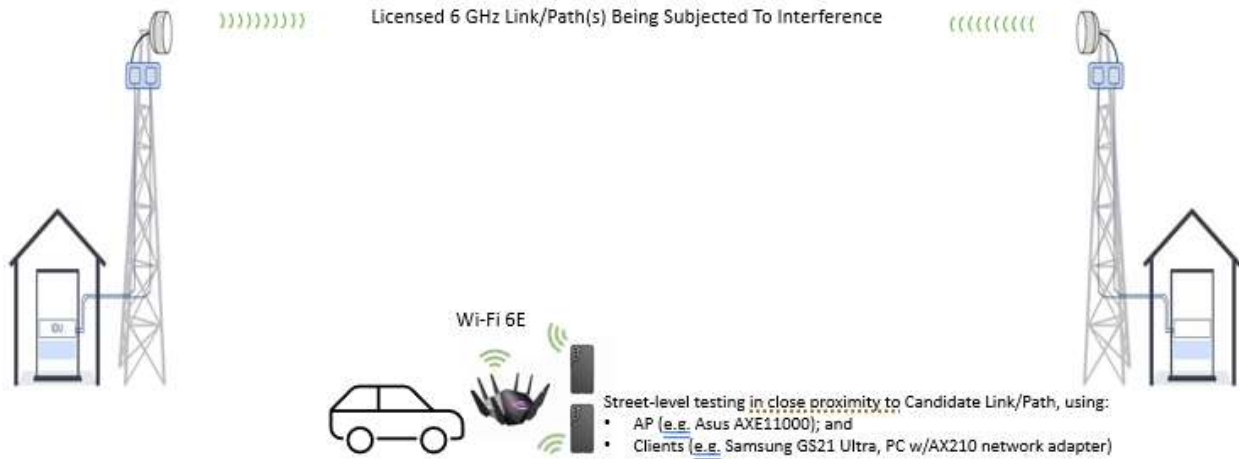 Licensed 6 GHz Link/Path(s) Being Subjected To Interference
Wi-Fi 6E
Street-level testing in close proximity to Candidate Link/Path, using:
• AP (e.g. Asus AXE11000); and
• Clients (e.g. Samsung GS21 Ultra, PC w/AX210 network adapter)